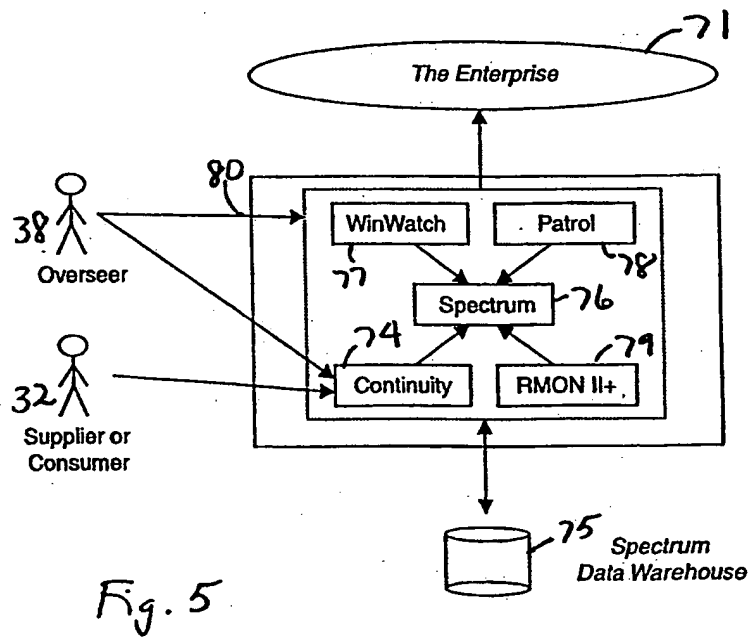 71
The Enterprise
80
WinWatch
Patrol
38
77
78
Overseer
Spectrum
76
74
79
Continuity
RMON II+
32
Supplier or
Consumer
75
Spectrum
Data Warehouse
Fig. 5